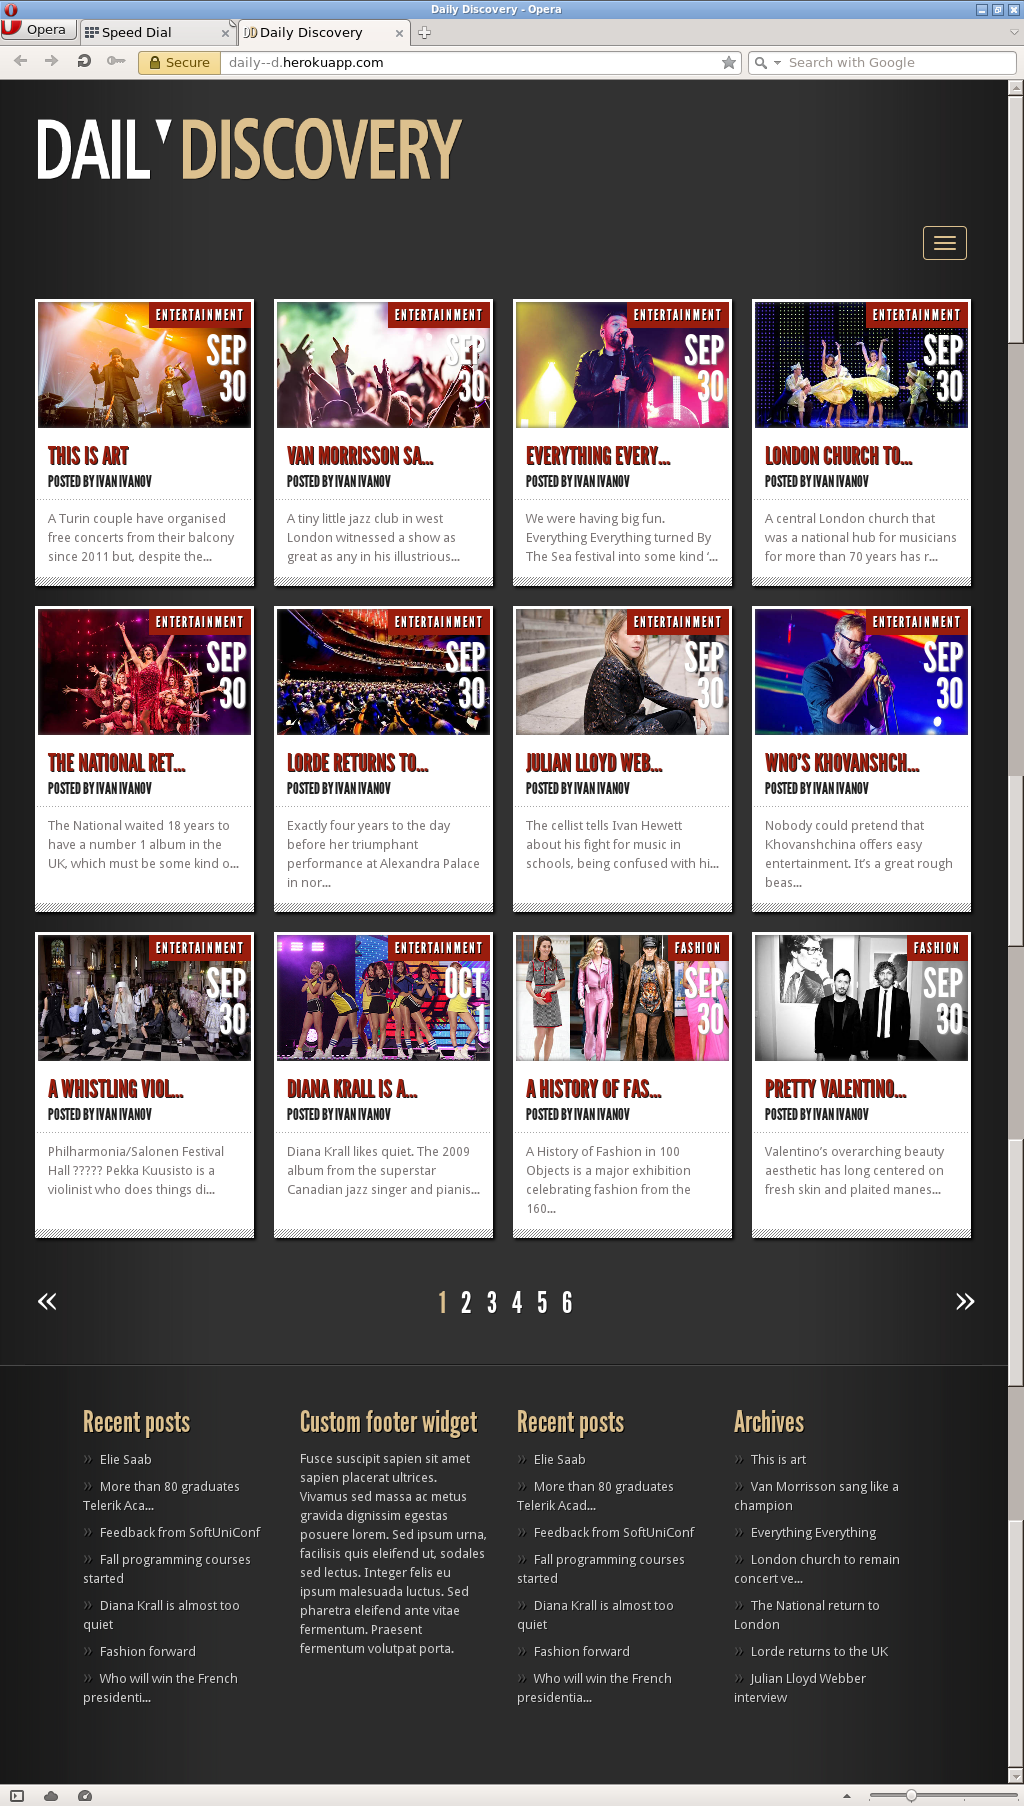 Daily Discovery - Opera
Opera
Speed Dial
Daily Discovery
Secure
daily--d.herokuapp.com
Search with Google
DAIL DISCOVERY
ENTERTAINMENT
SEP
30
THIS IS ART
POSTED BY IVAN IVANOV
A Turin couple have organised
free concerts from their balcony
since 2011 but, despite the...
ENTERTAINMENT
SEP
30
VAN MORRISSON SA...
POSTED BY IVAN IVANOV
A tiny little jazz club in west
London witnessed a show as
great as any in his illustrious...
ENTERTAINMENT
SEP
30
EVERYTHING EVERY...
POSTED BY IVAN IVANOV
We were having big fun.
Everything Everything turned By
The Sea festival into some kind ‘...
ENTERTAINMENT
SEP
30
LONDON CHURCH TO...
POSTED BY IVAN IVANOV
A central London church that
was a national hub for musicians
for more than 70 years has r...
ENTERTAINMENT
SEP
30
THE NATIONAL RET...
POSTED BY IVAN IVANOV
The National waited 18 years to
have a number 1 album in the
UK, which must be some kind o...
ENTERTAINMENT
SEP
30
LORDE RETURNS TO...
POSTED BY IVAN IVANOV
Exactly four years to the day
before her triumphant
performance at Alexandra Palace
in nor...
ENTERTAINMENT
SEP
30
JULIAN LLOYD WEB...
POSTED BY IVAN IVANOV
The cellist tells Ivan Hewett
about his fight for music in
schools, being confused with hi...
ENTERTAINMENT
SEP
30
WNO'S KHOVANSHCH...
POSTED BY IVAN IVANOV
Nobody could pretend that
Khovanshchina offers easy
entertainment. It’s a great rough
beas...
ENTERTAINMENT
SEP
30
A WHISTLING VIOL...
POSTED BY IVAN IVANOV
Philharmonia/Salonen Festival
Hall ????? Pekka Kuusisto is a
violinist who does things di...
ENTERTAINMENT
OCT
1
DIANA KRALL IS A...
POSTED BY IVAN IVANOV
Diana Krall likes quiet. The 2009
album from the superstar
Canadian jazz singer and pianis...
FASHION
SEP
30
A HISTORY OF FAS...
POSTED BY IVAN IVANOV
A History of Fashion in 100
Objects is a major exhibition
celebrating fashion from the
160...
FASHION
SEP
30
PRETTY VALENTINO...
POSTED BY IVAN IVANOV
Valentino’s overarching beauty
aesthetic has long centered on
fresh skin and plaited manes...
« 1 2 3 4 5 6 »
Recent posts
» Elie Saab
» More than 80 graduates
Telerik Aca...
» Feedback from SoftUniConf
» Fall programming courses
started
» Diana Krall is almost too
quiet
» Fashion forward
» Who will win the French
presidenti...
Custom footer widget
Fusce suscipit sapien sit amet
sapien placerat ultrices.
Vivamus sed massa ac metus
gravida dignissim egestas
posuere lorem. Sed ipsum urna,
facilisis quis eleifend ut, sodales
sed lectus. Integer felis eu
ipsum malesuada luctus. Sed
pharetra eleifend ante vitae
fermentum. Praesent
fermentum volutpat porta.
Recent posts
» Elie Saab
» More than 80 graduates
Telerik Acad...
» Feedback from SoftUniConf
» Fall programming courses
started
» Diana Krall is almost too
quiet
» Fashion forward
» Who will win the French
presidentia...
Archives
» This is art
» Van Morrisson sang like a
champion
» Everything Everything
» London church to remain
concert ve...
» The National return to
London
» Lorde returns to the UK
» Julian Lloyd Webber
interview